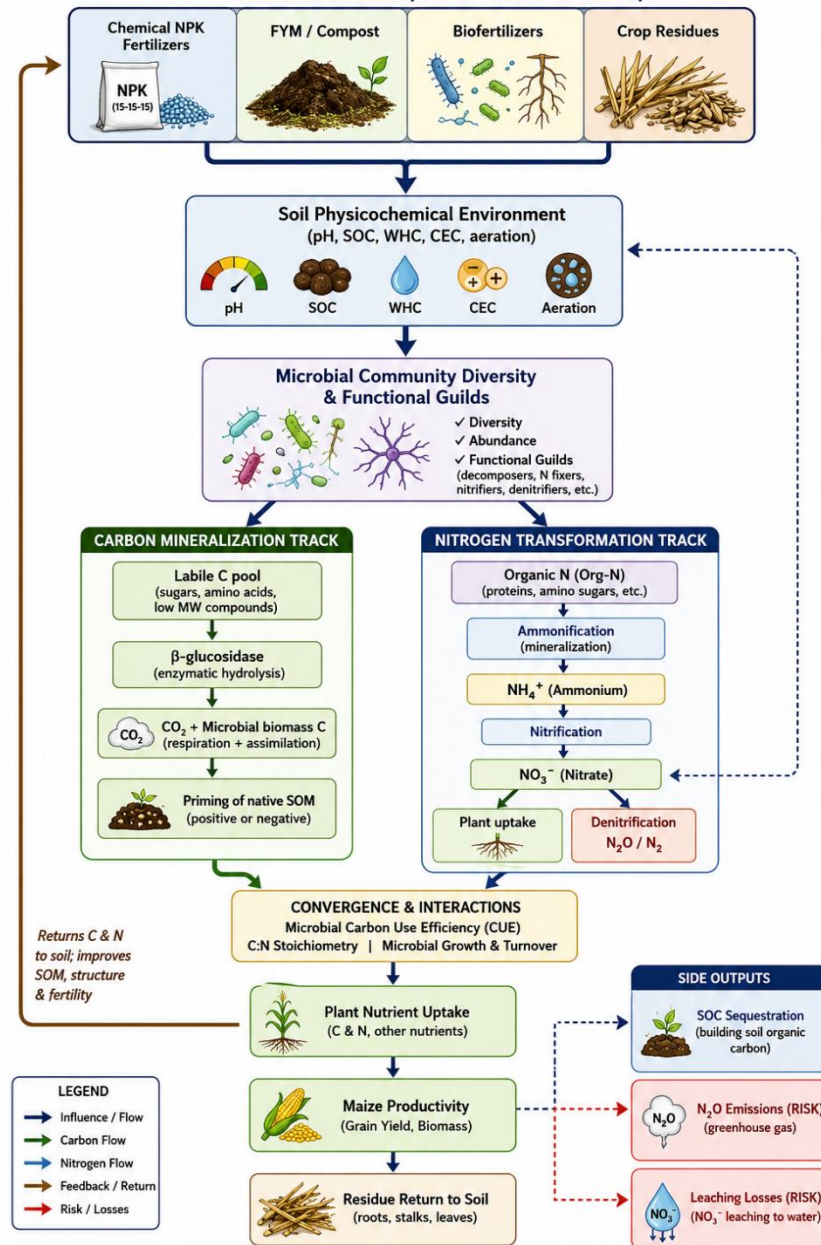 Chemical NPK
Fertilizers
NPK
(15-15-15)
FYM / Compost
Biofertilizers
Crop Residues
Soil Physicochemical Environment
(pH, SOC, WHC, CEC, aeration)
pH
SOC
WHC
CEC
Aeration
Microbial Community Diversity
& Functional Guilds
✓ Diversity
✓ Abundance
✓ Functional Guilds
(decomposers, N fixers,
nitrifiers, denitrifiers, etc.)
CARBON MINERALIZATION TRACK
Labile C pool
(sugars, amino acids,
low MW compounds)
β-glucosidase
(enzymatic hydrolysis)
CO₂
CO₂ + Microbial biomass C
(respiration + assimilation)
Priming of native SOM
(positive or negative)
NITROGEN TRANSFORMATION TRACK
Organic N (Org-N)
(proteins, amino sugars, etc.)
Ammonification
(mineralization)
NH₄⁺ (Ammonium)
Nitrification
NO₃⁻ (Nitrate)
Plant uptake
Denitrification
N₂O / N₂
CONVERGENCE & INTERACTIONS
Microbial Carbon Use Efficiency (CUE)
C:N Stoichiometry | Microbial Growth & Turnover
Returns C & N
to soil; improves
SOM, structure
& fertility
Plant Nutrient Uptake
(C & N, other nutrients)
Maize Productivity
(Grain Yield, Biomass)
Residue Return to Soil
(roots, stalks, leaves)
SIDE OUTPUTS
SOC Sequestration
(building soil organic
carbon)
N₂O
N₂O Emissions (RISK)
(greenhouse gas)
NO₃⁻
Leaching Losses (RISK)
(NO₃⁻ leaching to water)
LEGEND
Influence / Flow
Carbon Flow
Nitrogen Flow
Feedback / Return
Risk / Losses